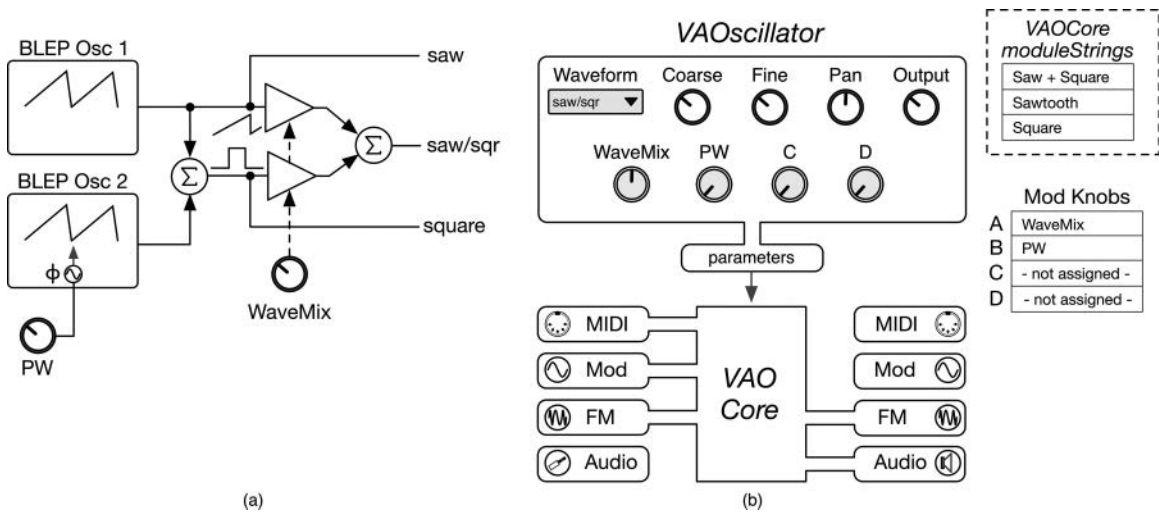 BLEP Osc 1
saw
Σ
saw/sqr
Σ
BLEP Osc 2
square
ϕ
WaveMix
PW
(a)
VAOscillator
Waveform
Coarse
Fine
Pan
Output
saw/sqr
WaveMix
PW
C
D
parameters
MIDI
Mod
FM
Audio
VAO
Core
MIDI
Mod
FM
Audio
(b)
VAOCore
moduleStrings
Saw + Square
Sawtooth
Square
Mod Knobs
A WaveMix
B PW
C - not assigned -
D - not assigned -